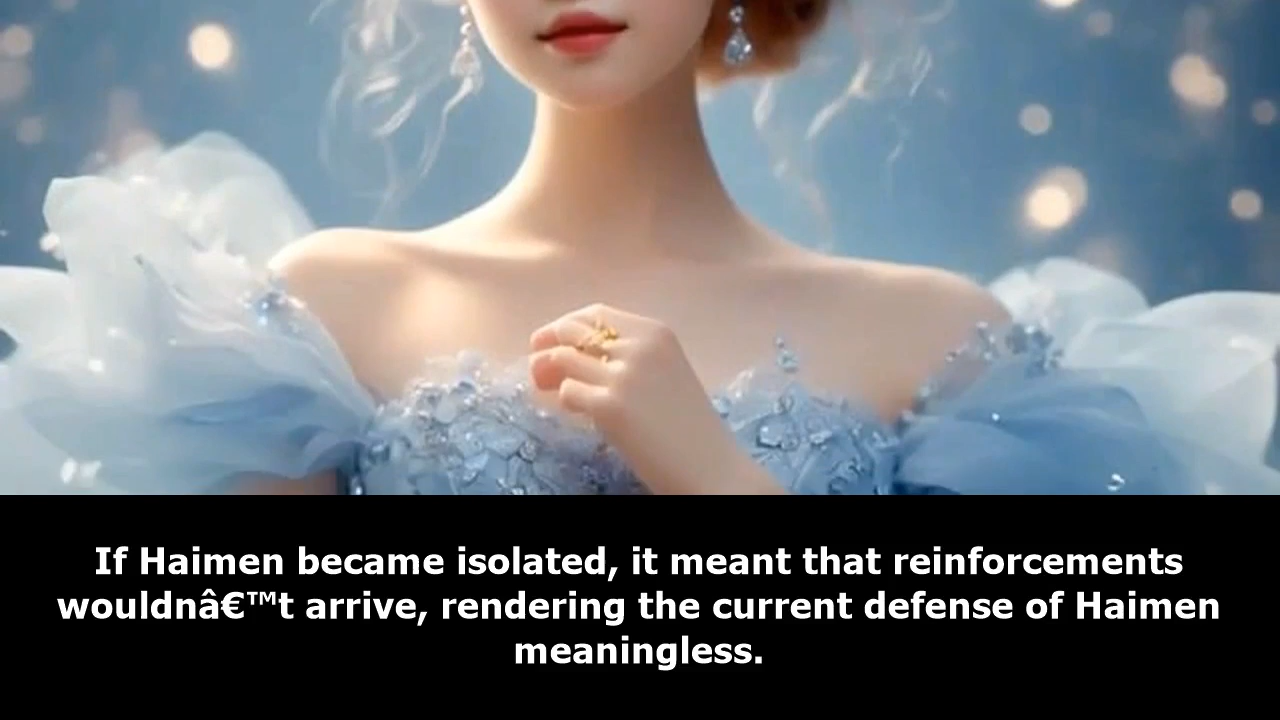 If Haimen became isolated, it meant that reinforcements
wouldnâ€™t arrive, rendering the current defense of Haimen
meaningless.